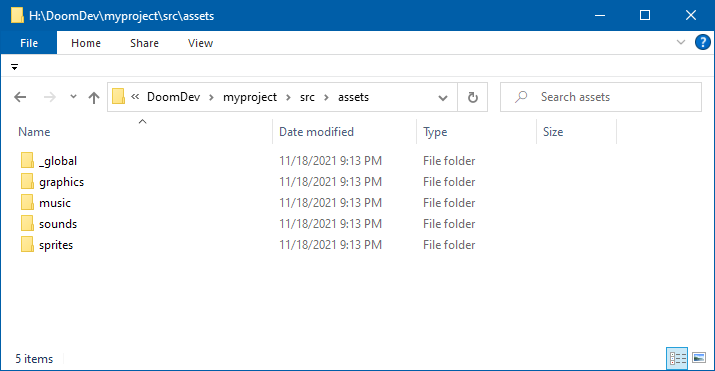 H:\DoomDev\myproject\src\assets
File Home Share View
« DoomDev › myproject › src › assets Search assets
Name Date modified Type Size
_global 11/18/2021 9:13 PM File folder
graphics 11/18/2021 9:13 PM File folder
music 11/18/2021 9:13 PM File folder
sounds 11/18/2021 9:13 PM File folder
sprites 11/18/2021 9:13 PM File folder
5 items